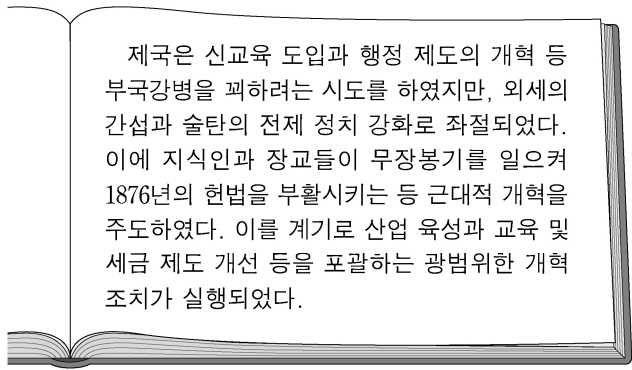 제국은 신교육 도입과 행정 제도의 개혁 등
부국강병을 꾀하려는 시도를 하였지만, 외세의
간섭과 술탄의 전제 정치 강화로 좌절되었다.
이에 지식인과 장교들이 무장봉기를 일으켜
1876년의 헌법을 부활시키는 등 근대적 개혁을
주도하였다. 이를 계기로 산업 육성과 교육 및
세금 제도 개선 등을 포괄하는 광범위한 개혁
조치가 실행되었다.